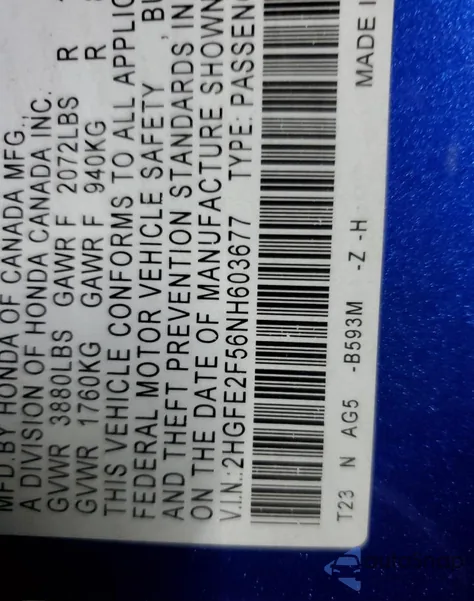 MFD.BY HONDA OF CANADA MFG.,
A DIVISION OF HONDA CANADA INC.
GVWR 3880LBS GAWR F 2072LBS R
GVWR 1760KG GAWR F 940KG R
THIS VEHICLE CONFORMS TO ALL APPLIC
FEDERAL MOTOR VEHICLE SAFETY , BU
AND THEFT PREVENTION STANDARDS IN
ON THE DATE OF MANUFACTURE SHOWN
V.I.N.:2HGFE2F56NH603677 TYPE: PASSEN
T23 N AG5 -B593M -Z -H MADE I